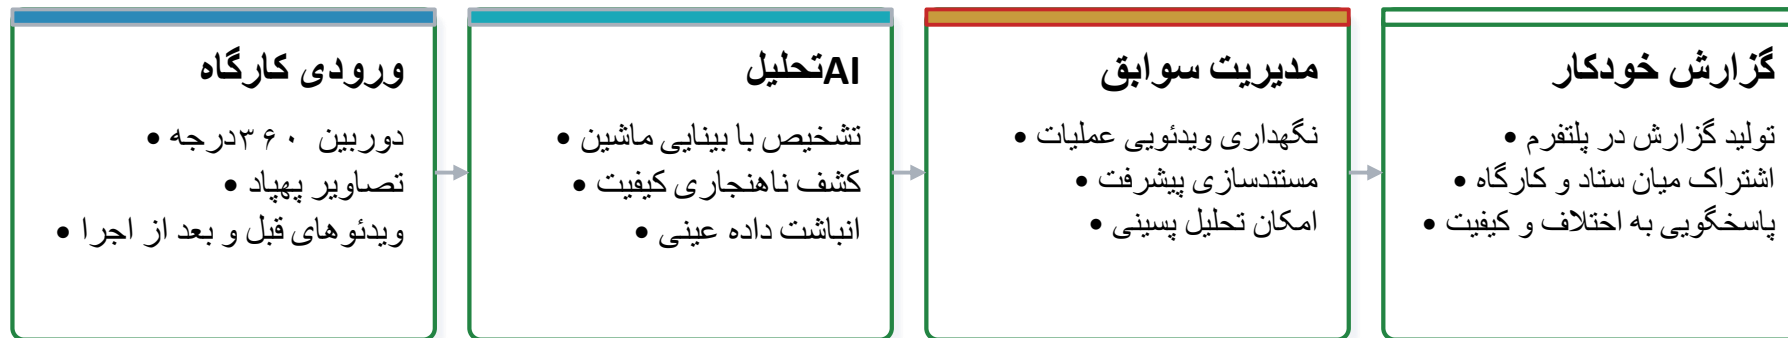 ورودی کارگاه
دوربین ۳۶۰ درجه •
تصاویر پهپاد •
ویدئوهای قبل و بعد از اجرا •
تحلیلAI
تشخیص با بینایی ماشین •
کشف ناهنجاری کیفیت •
انباشت داده عینی •
مدیریت سوابق
نگهداری ویدئویی عملیات •
مستندسازی پیشرفت •
امکان تحلیل پسینی •
گزارش خودکار
تولید گزارش در پلتفرم •
اشتراک میان ستاد و کارگاه •
پاسخگویی به اختلاف و کیفیت •